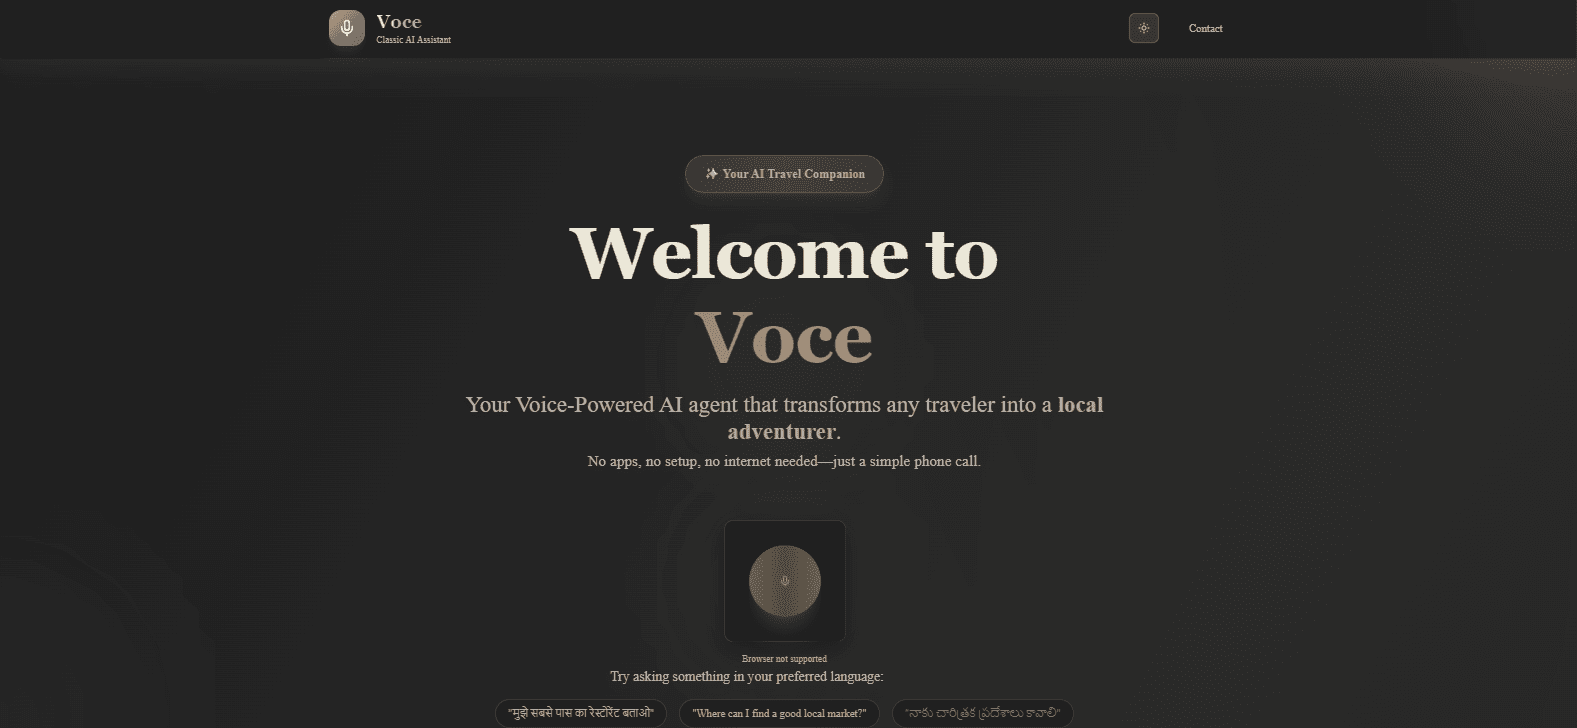 Voce
Classic AI Assistant
Contact
✨ Your AI Travel Companion
Welcome to
Voce
Your Voice-Powered AI agent that transforms any traveler into a local
adventurer.
No apps, no setup, no internet needed—just a simple phone call.
Browser not supported
Try asking something in your preferred language:
"मुझे सबसे पास का रेस्टोरेंट बताओ"
"Where can I find a good local market?"
"నాకు చారిత్రక ప్రదేశాలు కావాలి"